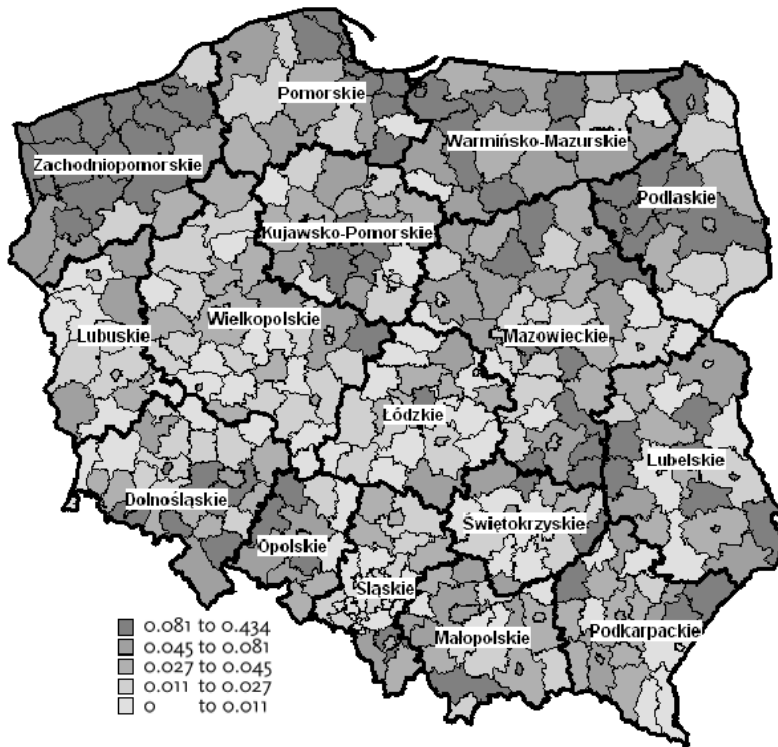 Pomorskie
Warmińsko-Mazurskie
Zachodniopomorskie
Podlaskie
Kujawsko-Pomorskie
Wielkopolskie
Lubuskie
Mazowieckie
Łódzkie
Lubelskie
Dolnośląskie
Świętokrzyskie
Opolskie
Śląskie
Małopolskie
Podkarpackie
0.081 to 0.434
0.045 to 0.081
0.027 to 0.045
0.011 to 0.027
0 to 0.011